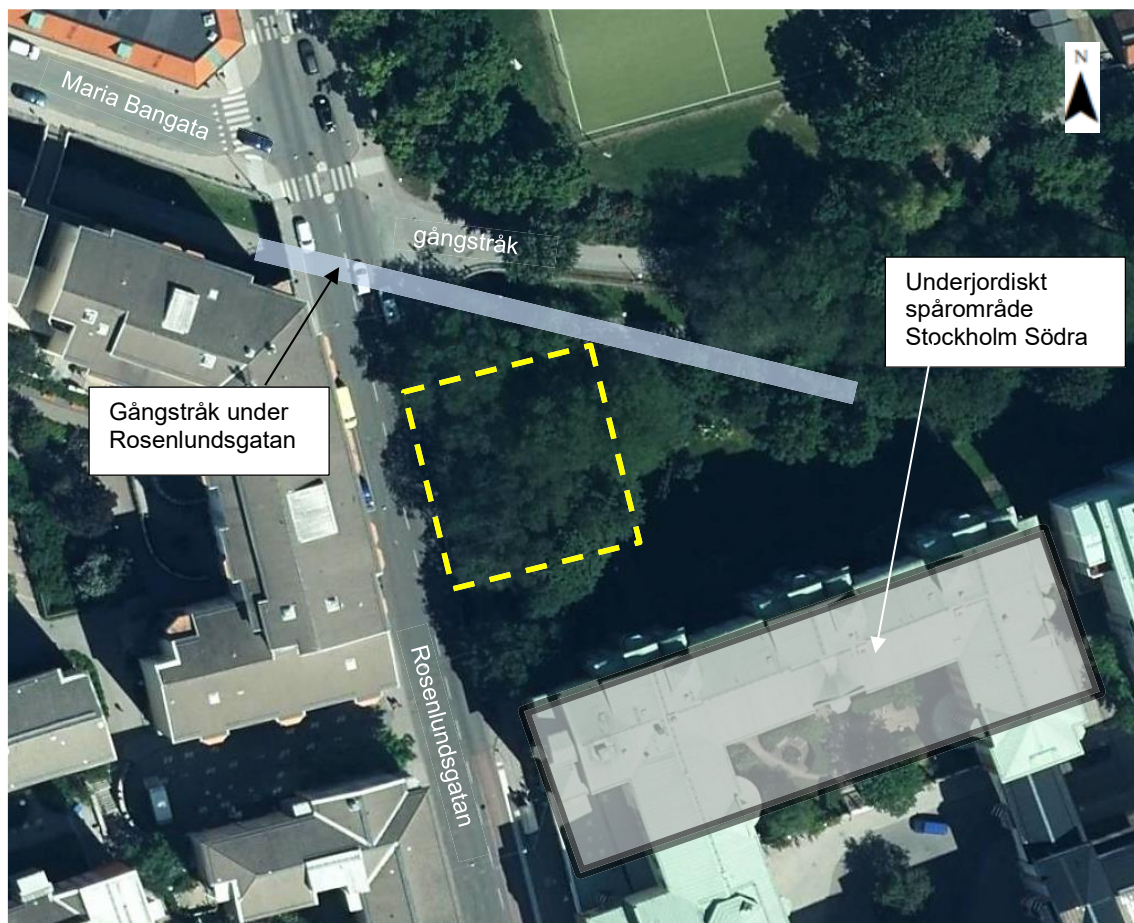 N
Maria Bangata
gångstråk
Underjordiskt
spårområde
Stockholm Södra
Gångstråk under
Rosenlundsgatan
Rosenlundsgatan